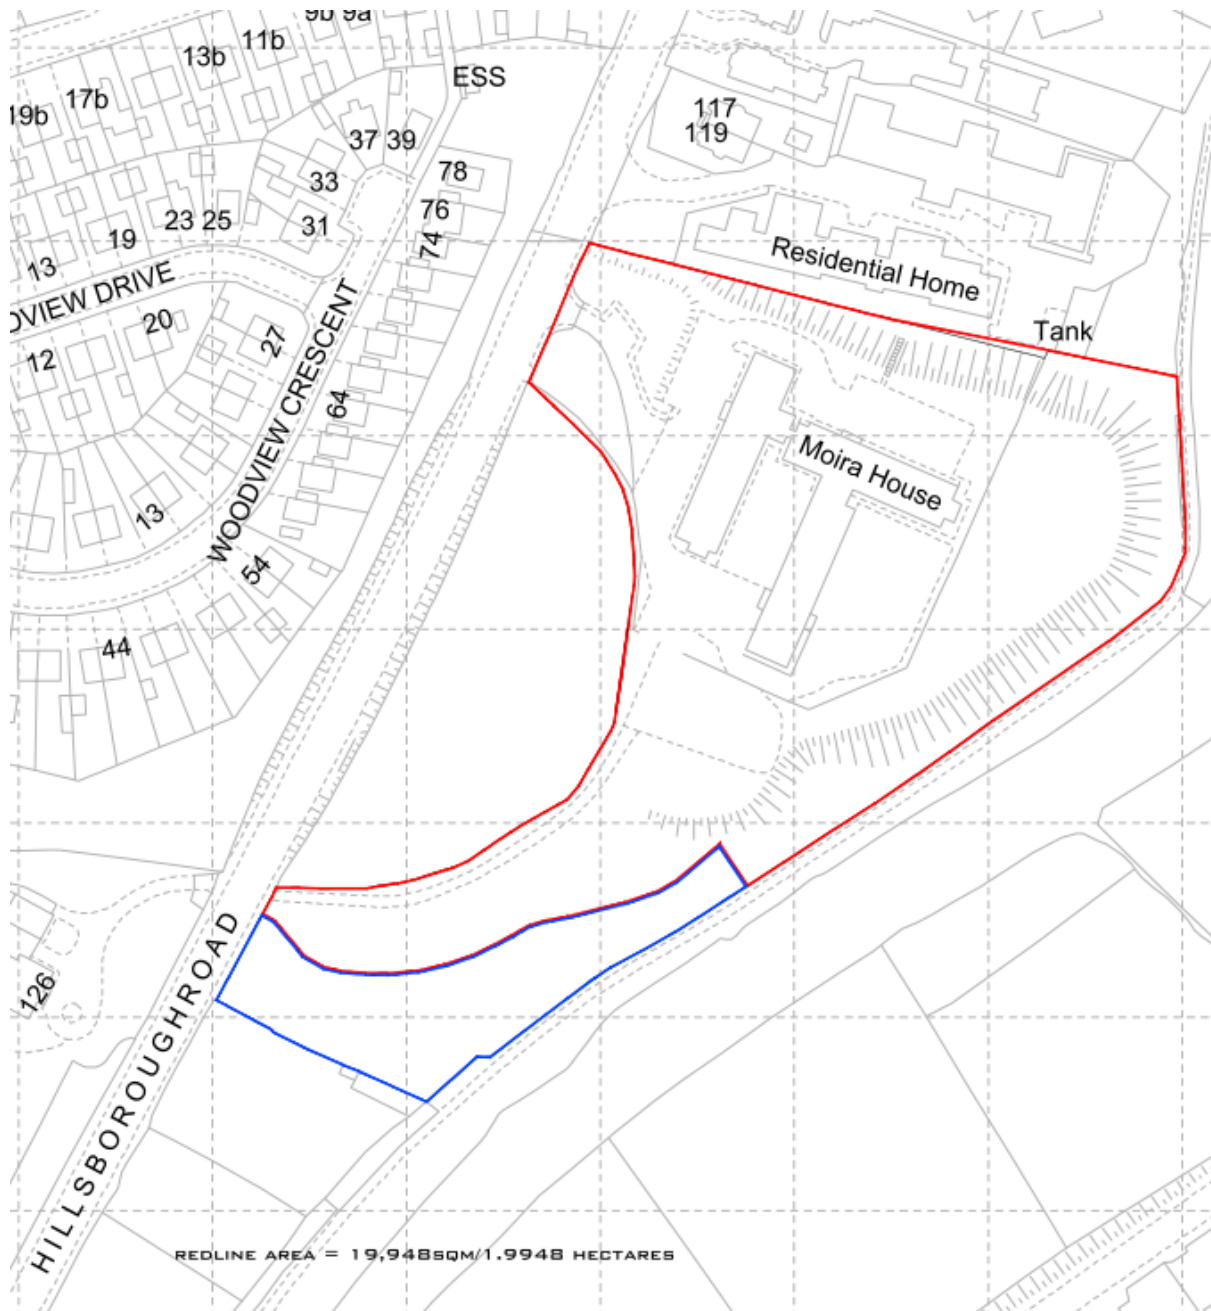 9b 9a
11b
13b
17b
19b
ESS
37 39
33
31
23 25
19
13
78
76
74
117
119
Residential Home
Tank
DVIEW DRIVE
20
12
27
64
WOODVIEW CRESCENT
13
54
44
Moira House
126
HILLSBOROUGHROAD
REDLINE AREA = 19,948SQM/1.9948 HECTARES